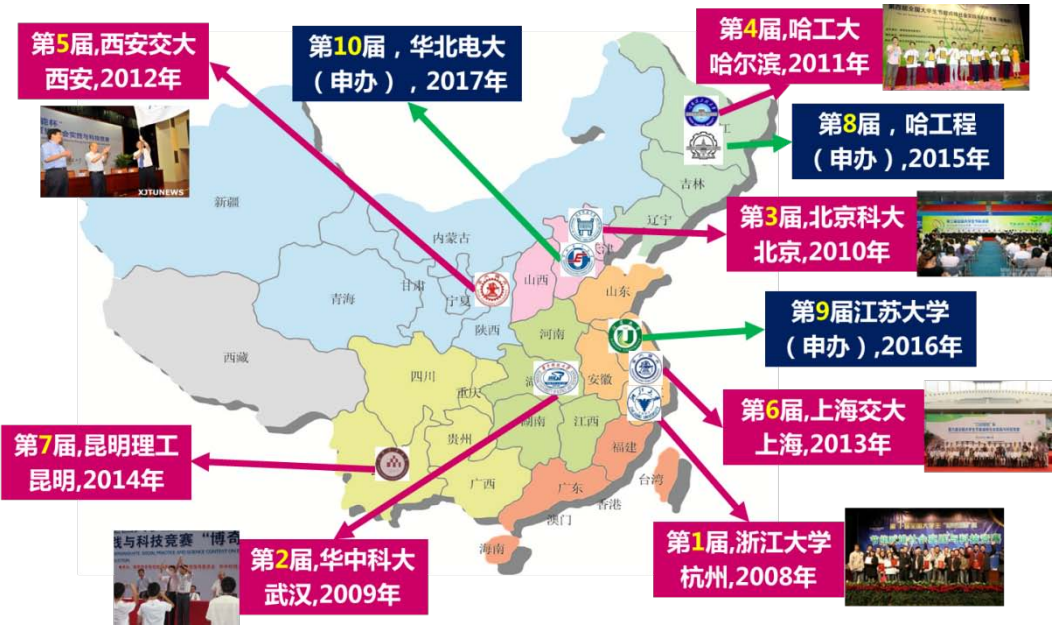 第5届,西安交大
西安,2012年
第10届，华北电大
（申办），2017年
第4届,哈工大
哈尔滨,2011年
第8届，哈工程
（申办）,2015年
第3届,北京科大
北京,2010年
第9届江苏大学
（申办）,2016年
第6届,上海交大
上海,2013年
第7届,昆明理工
昆明,2014年
第2届,华中科大
武汉,2009年
第1届,浙江大学
杭州,2008年
XJTUNEWS
新疆
内蒙古
吉林
辽宁
江
津
山西
山东
青海
甘肃
宁夏
陕西
河南
西藏
四川
重庆
安徽
湖南
江西
贵州
福建
台湾
广西
广东
香港
澳门
海南
践与科技竞赛“博奇